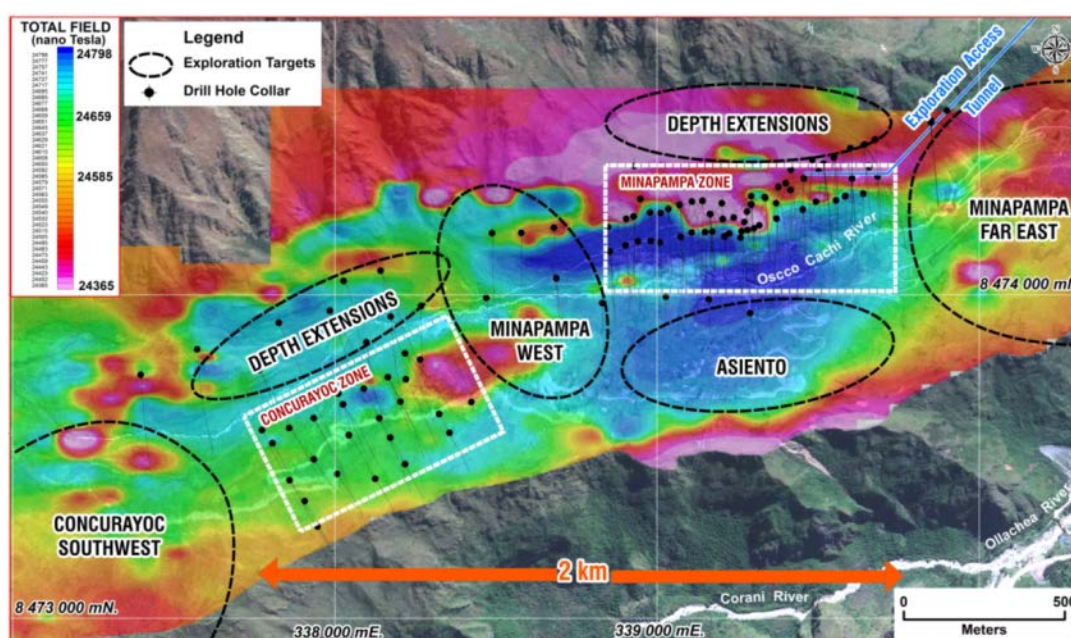 TOTAL FIELD
(nano Tesla)
24798
24659
24585
24365
Legend
Exploration Targets
Drill Hole Collar
Exploration Access
Tunnel
DEPTH EXTENSIONS
MINAPAMPA ZONE
MINAPAMPA
FAR EAST
Oscco Cachi River
8 474 000 mN.
DEPTH EXTENSIONS
MINAPAMPA
WEST
ASIENTO
CONCURAYOC ZONE
CONCURAYOC
SOUTHWEST
Ollachea River
2 km
Corani River
8 473 000 mN.
338 000 mE.
339 000 mE.
0
500
Meters